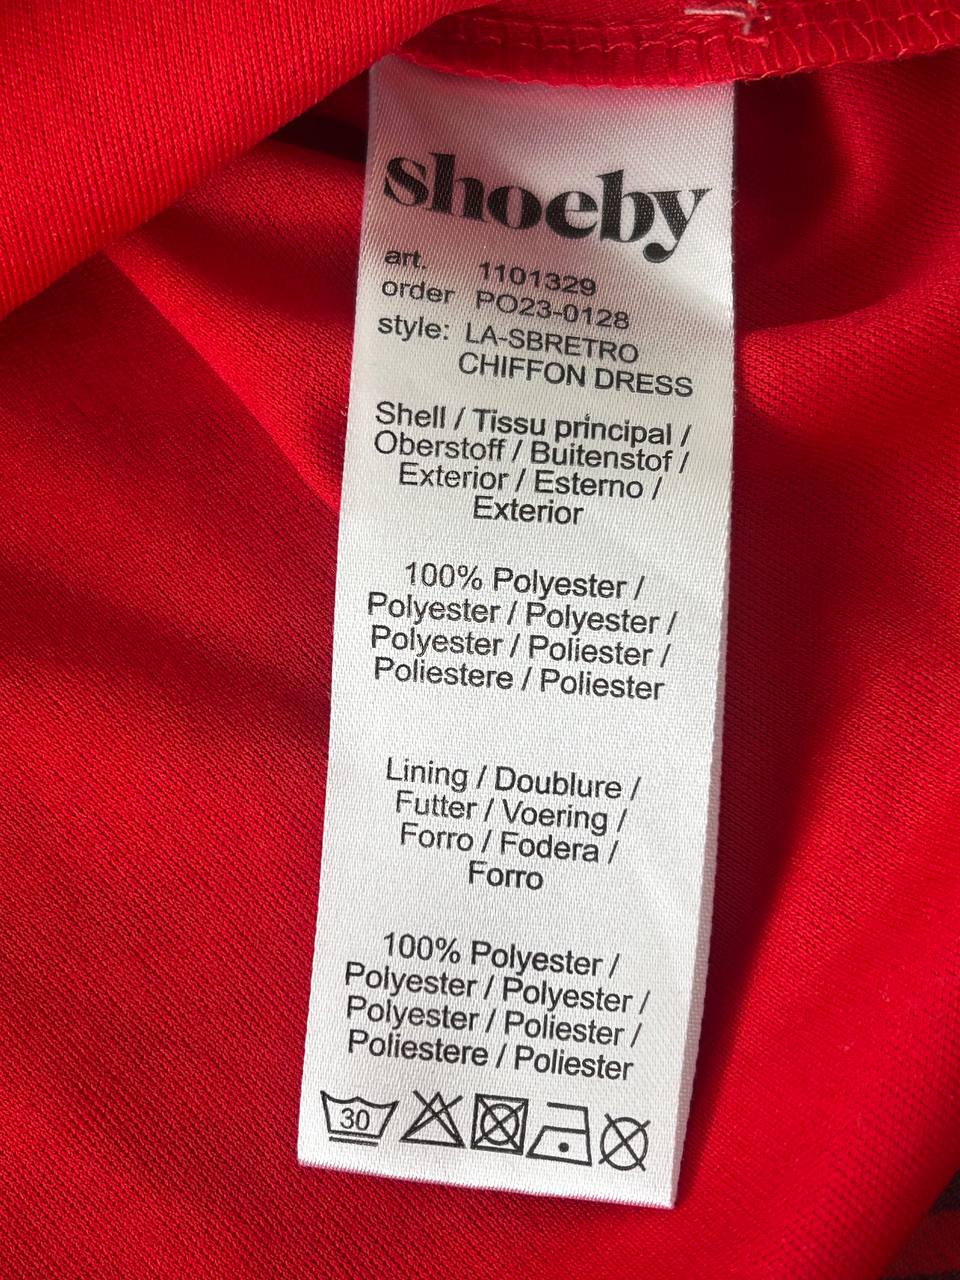 shoeby
art. 1101329
order PO23-0128
style: LA-SBRETRO
CHIFFON DRESS
Shell / Tissu principal /
Oberstoff / Buitenstof /
Exterior / Esterno /
Exterior
100% Polyester /
Polyester / Polyester /
Polyester / Poliester /
Poliestere / Poliester
Lining / Doublure /
Futter / Voering /
Forro / Fodera /
Forro
100% Polyester /
Polyester / Polyester /
Polyester / Poliester /
Poliestere / Poliester
30